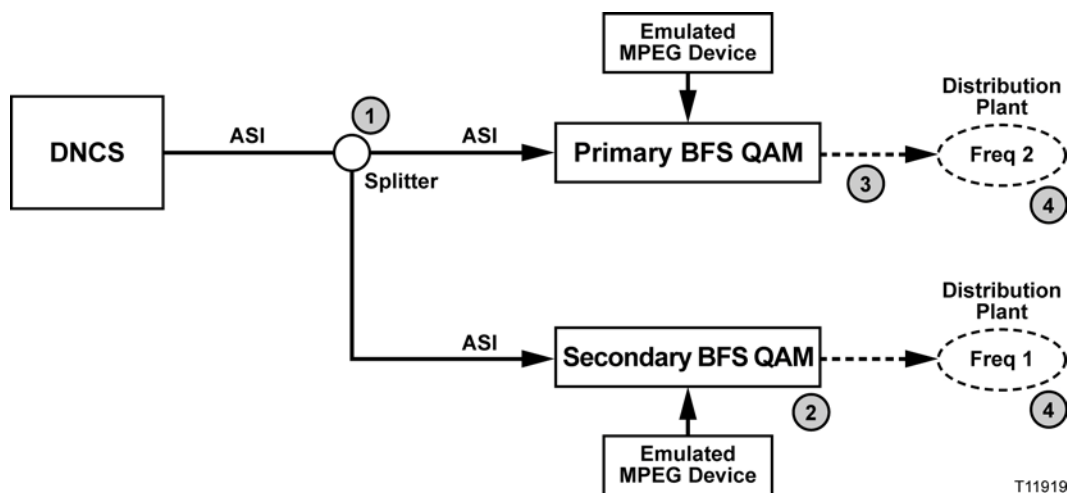 Emulated
MPEG Device
DNCS
ASI
1
ASI
Splitter
Primary BFS QAM
3
Distribution
Plant
Freq 2
4
ASI
Secondary BFS QAM
2
Distribution
Plant
Freq 1
4
Emulated
MPEG Device
T11919